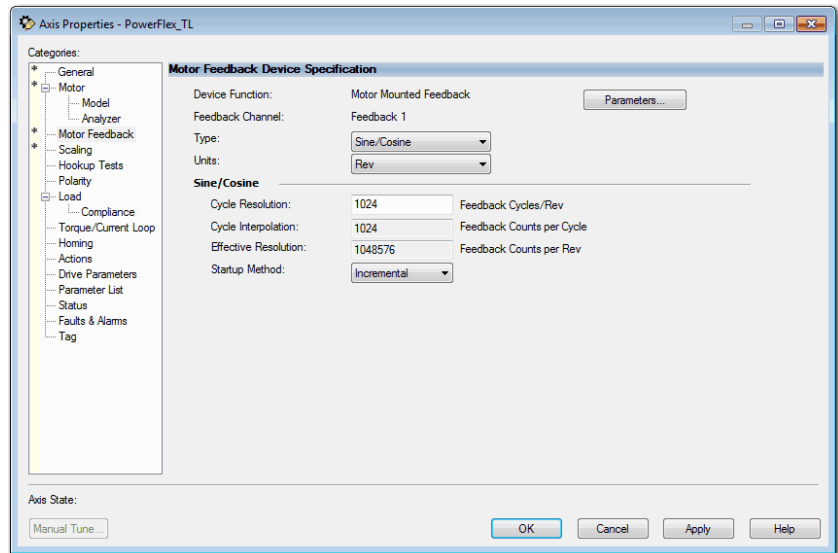 Axis Properties - PowerFlex_TL
Categories:
* General
* Motor
Model
Analyzer
* Motor Feedback
* Scaling
Hookup Tests
Polarity
Load
Compliance
Torque/Current Loop
Homing
Actions
Drive Parameters
Parameter List
Status
Faults & Alarms
Tag
Motor Feedback Device Specification
Device Function: Motor Mounted Feedback Parameters...
Feedback Channel: Feedback 1
Type: Sine/Cosine
Units: Rev
Sine/Cosine
Cycle Resolution: 1024 Feedback Cycles/Rev
Cycle Interpolation: 1024 Feedback Counts per Cycle
Effective Resolution: 1048576 Feedback Counts per Rev
Startup Method: Incremental
Axis State:
Manual Tune... OK Cancel Apply Help